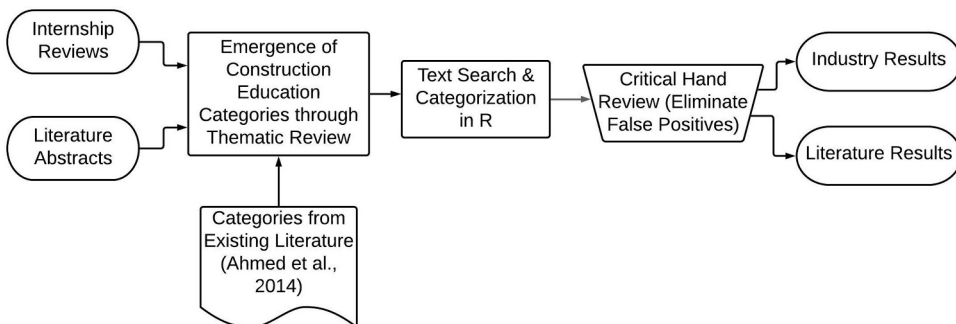 Internship
Reviews
Literature
Abstracts
Emergence of
Construction
Education
Categories through
Thematic Review
Categories from
Existing Literature
(Ahmed et al.,
2014)
Text Search &
Categorization
in R
Critical Hand
Review (Eliminate
False Positives)
Industry Results
Literature Results